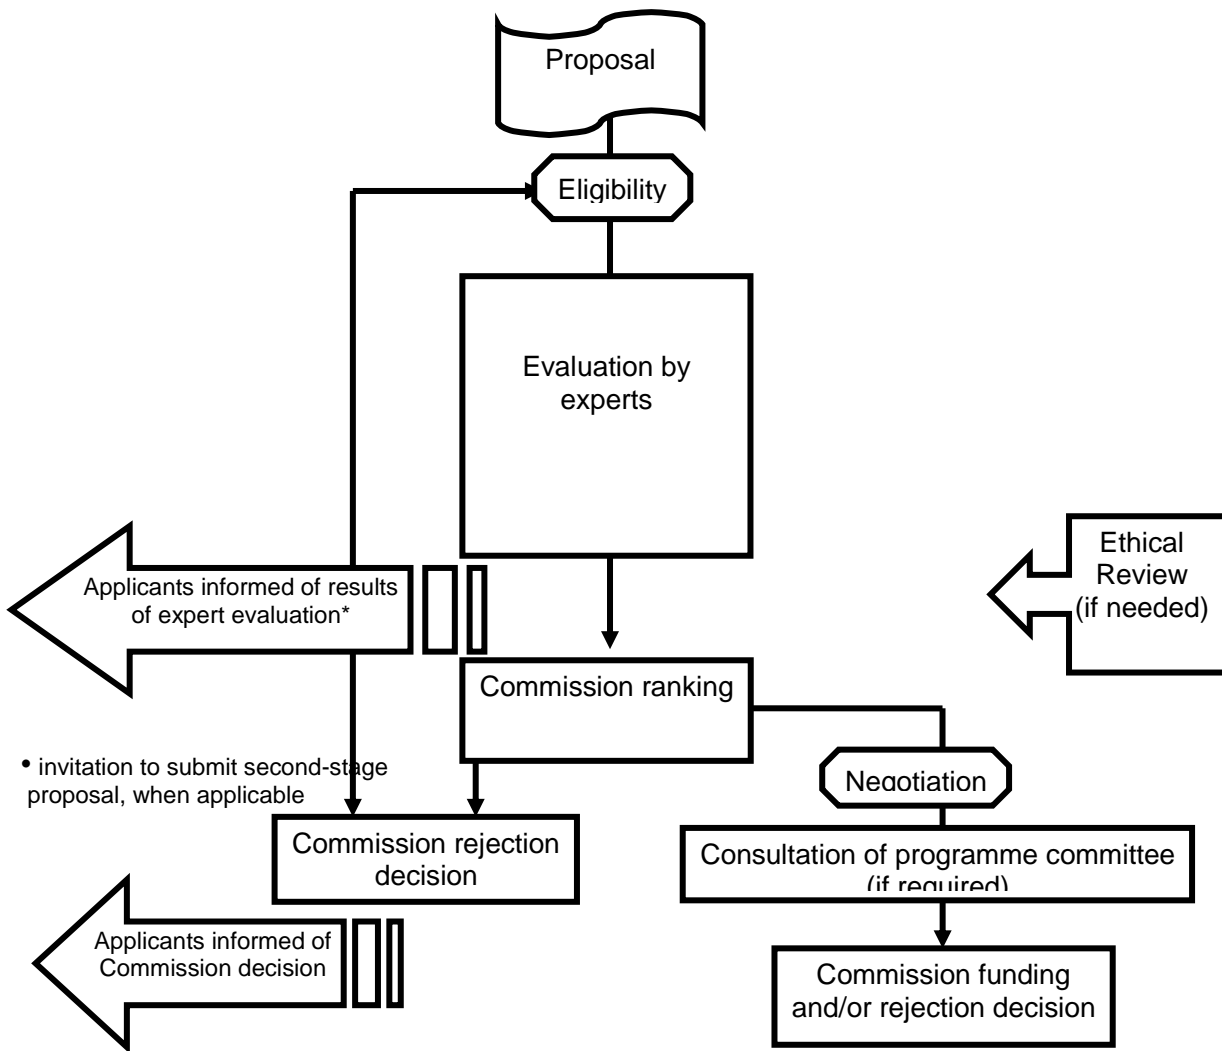 Proposal
Eligibility
Evaluation by
experts
Ethical
Review
(if needed)
Applicants informed of results
of expert evaluation*
Commission ranking
• invitation to submit second-stage
proposal, when applicable
Negotiation
Commission rejection
decision
Consultation of programme committee
(if required)
Applicants informed of
Commission decision
Commission funding
and/or rejection decision